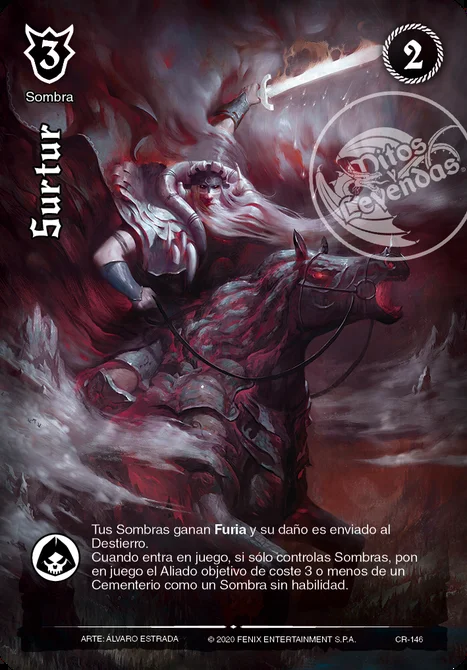 3
2
Sombra
Surtur
Mitos
y
Leyendas
Tus Sombras ganan Furia y su daño es enviado al
Destierro.
Cuando entra en juego, si sólo controlas Sombras, pon
en juego el Aliado objetivo de coste 3 o menos de un
Cementerio como un Sombra sin habilidad.
ARTE: ÁLVARO ESTRADA © 2020 FENIX ENTERTAINMENT S.P.A. CR-146